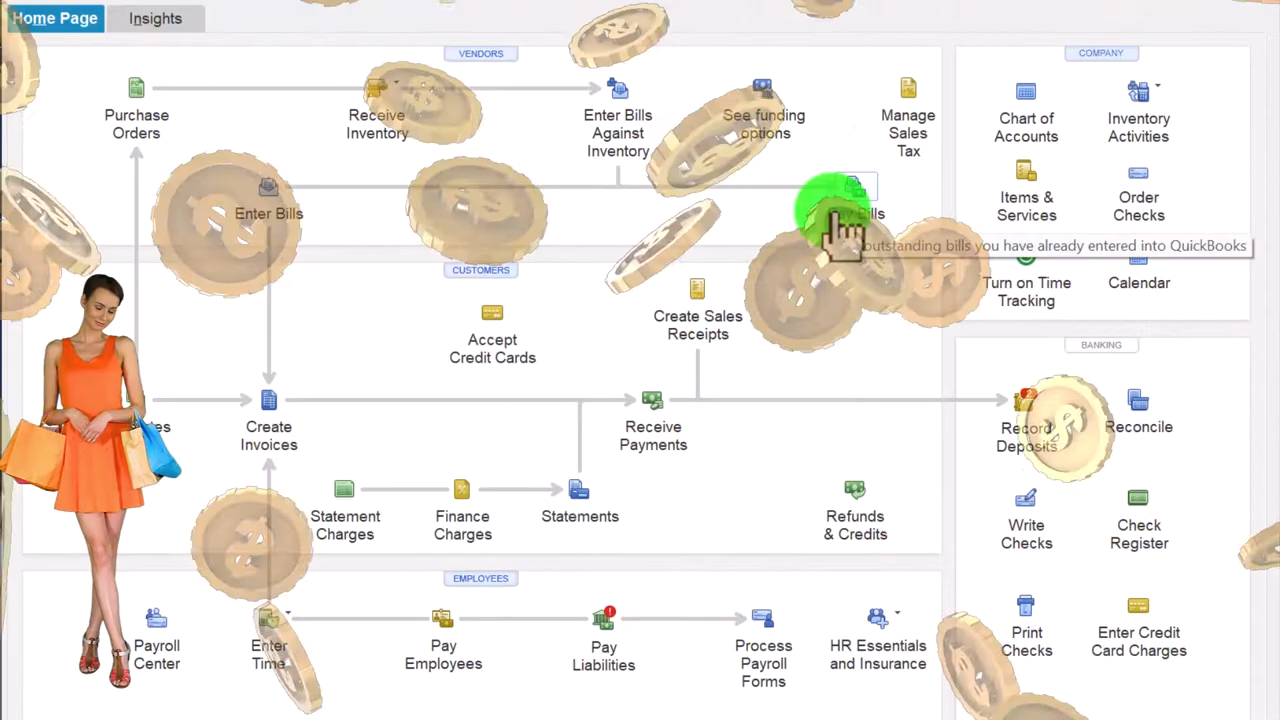 Home Page
Insights
VENDORS
Purchase
Orders
Receive
Inventory
Enter Bills
Against
Inventory
See funding
options
Manage
Sales
Tax
Enter Bills
Bills
outstanding bills you have already entered into QuickBooks
COMPANY
Chart of
Accounts
Inventory
Activities
Items &
Services
Order
Checks
Turn on Time
Tracking
Calendar
CUSTOMERS
Accept
Credit Cards
Create Sales
Receipts
Create
Invoices
Receive
Payments
Statement
Charges
Finance
Charges
Statements
Refunds
& Credits
BANKING
2
Record
Deposits
Reconcile
Write
Checks
Check
Register
Print
Checks
Enter Credit
Card Charges
EMPLOYEES
Payroll
Center
Enter
Time
Pay
Employees
Pay
Liabilities
Process
Payroll
Forms
HR Essentials
and Insurance